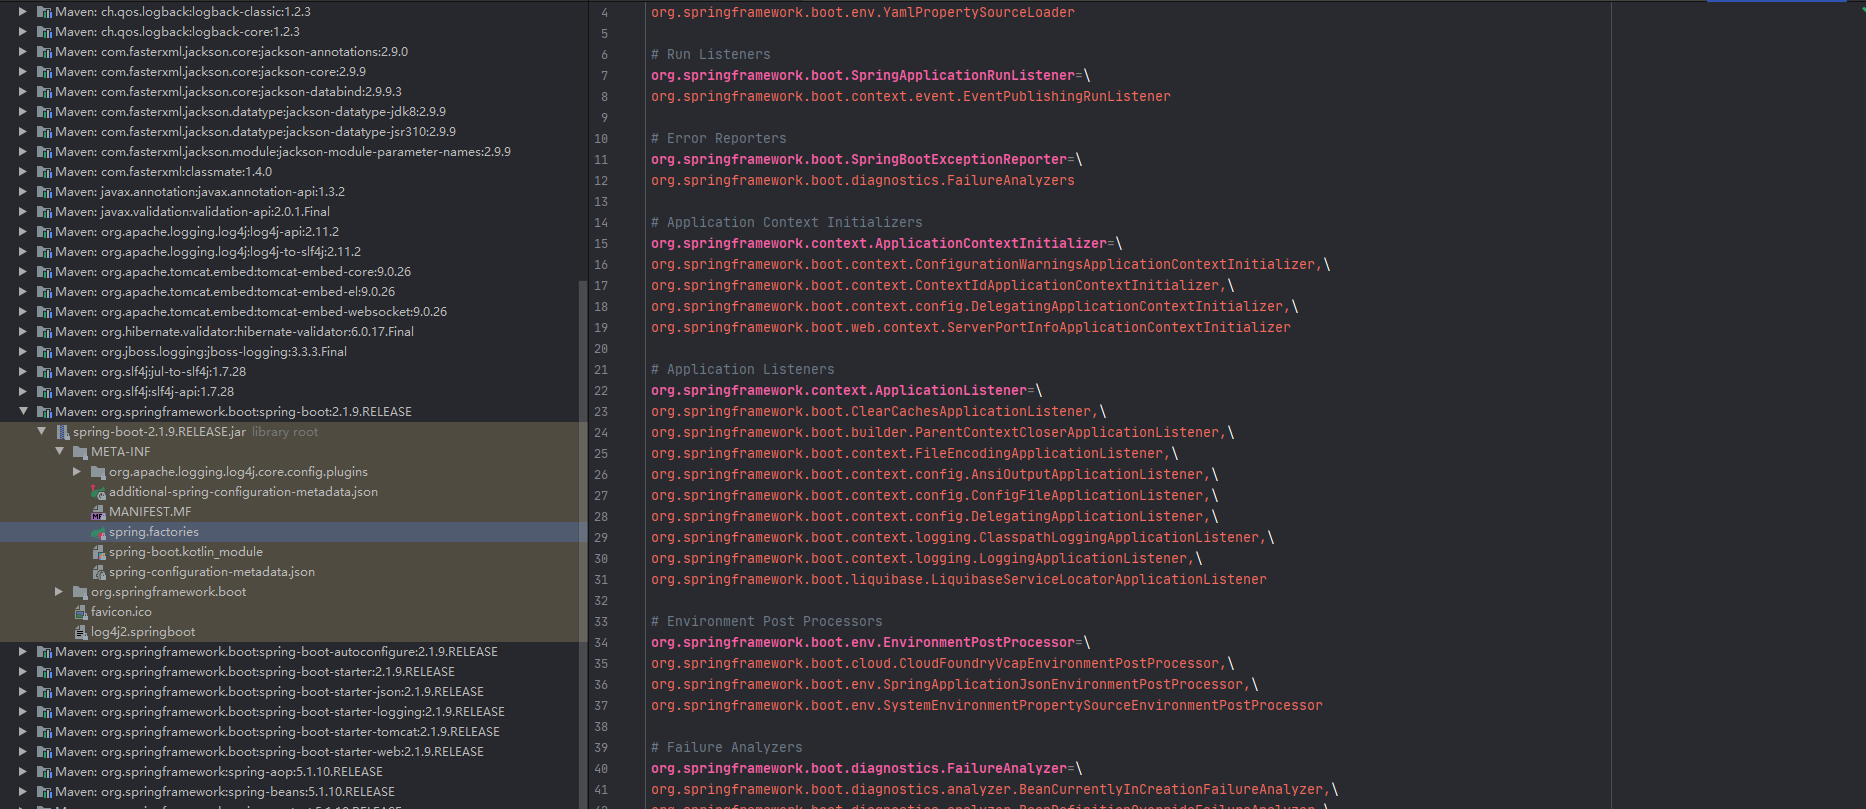 Maven: ch.qos.logback:logback-classic:1.2.3
Maven: ch.qos.logback:logback-core:1.2.3
Maven: com.fasterxml.jackson.core:jackson-annotations:2.9.0
Maven: com.fasterxml.jackson.core:jackson-core:2.9.9
Maven: com.fasterxml.jackson.core:jackson-databind:2.9.9.3
Maven: com.fasterxml.jackson.datatype:jackson-datatype-jdk8:2.9.9
Maven: com.fasterxml.jackson.datatype:jackson-datatype-jsr310:2.9.9
Maven: com.fasterxml.jackson.module:jackson-module-parameter-names:2.9.9
Maven: com.fasterxml:classmate:1.4.0
Maven: javax.annotation:javax.annotation-api:1.3.2
Maven: javax.validation:validation-api:2.0.1.Final
Maven: org.apache.logging.log4j:log4j-api:2.11.2
Maven: org.apache.logging.log4j:log4j-to-slf4j:2.11.2
Maven: org.apache.tomcat.embed:tomcat-embed-core:9.0.26
Maven: org.apache.tomcat.embed:tomcat-embed-el:9.0.26
Maven: org.apache.tomcat.embed:tomcat-embed-websocket:9.0.26
Maven: org.hibernate.validator:hibernate-validator:6.0.17.Final
Maven: org.jboss.logging:jboss-logging:3.3.3.Final
Maven: org.slf4j:jul-to-slf4j:1.7.28
Maven: org.slf4j:slf4j-api:1.7.28
Maven: org.springframework.boot:spring-boot:2.1.9.RELEASE
spring-boot-2.1.9.RELEASE.jar library root
META-INF
org.apache.logging.log4j.core.config.plugins
additional-spring-configuration-metadata.json
MANIFEST.MF
spring.factories
spring-boot.kotlin_module
spring-configuration-metadata.json
org.springframework.boot
favicon.ico
log4j2.springboot
Maven: org.springframework.boot:spring-boot-autoconfigure:2.1.9.RELEASE
Maven: org.springframework.boot:spring-boot-starter:2.1.9.RELEASE
Maven: org.springframework.boot:spring-boot-starter-json:2.1.9.RELEASE
Maven: org.springframework.boot:spring-boot-starter-logging:2.1.9.RELEASE
Maven: org.springframework.boot:spring-boot-starter-tomcat:2.1.9.RELEASE
Maven: org.springframework.boot:spring-boot-starter-web:2.1.9.RELEASE
Maven: org.springframework:spring-aop:5.1.10.RELEASE
Maven: org.springframework:spring-beans:5.1.10.RELEASE
4 org.springframework.boot.env.YamlPropertySourceLoader
5
6 # Run Listeners
7 org.springframework.boot.SpringApplicationRunListener=\
8 org.springframework.boot.context.event.EventPublishingRunListener
9
10 # Error Reporters
11 org.springframework.boot.SpringBootExceptionReporter=\
12 org.springframework.boot.diagnostics.FailureAnalyzers
13
14 # Application Context Initializers
15 org.springframework.context.ApplicationContextInitializer=\
16 org.springframework.boot.context.ConfigurationWarningsApplicationContextInitializer,\
17 org.springframework.boot.context.ContextIdApplicationContextInitializer,\
18 org.springframework.boot.context.config.DelegatingApplicationContextInitializer,\
19 org.springframework.boot.web.context.ServerPortInfoApplicationContextInitializer
20
21 # Application Listeners
22 org.springframework.context.ApplicationListener=\
23 org.springframework.boot.ClearCachesApplicationListener,\
24 org.springframework.boot.builder.ParentContextCloserApplicationListener,\
25 org.springframework.boot.context.FileEncodingApplicationListener,\
26 org.springframework.boot.context.config.AnsiOutputApplicationListener,\
27 org.springframework.boot.context.config.ConfigFileApplicationListener,\
28 org.springframework.boot.context.config.DelegatingApplicationListener,\
29 org.springframework.boot.context.logging.ClasspathLoggingApplicationListener,\
30 org.springframework.boot.context.logging.LoggingApplicationListener,\
31 org.springframework.boot.liquibase.LiquibaseServiceLocatorApplicationListener
32
33 # Environment Post Processors
34 org.springframework.boot.env.EnvironmentPostProcessor=\
35 org.springframework.boot.cloud.CloudFoundryVcapEnvironmentPostProcessor,\
36 org.springframework.boot.env.SpringApplicationJsonEnvironmentPostProcessor,\
37 org.springframework.boot.env.SystemEnvironmentPropertySourceEnvironmentPostProcessor
38
39 # Failure Analyzers
40 org.springframework.boot.diagnostics.FailureAnalyzer=\
41 org.springframework.boot.diagnostics.analyzer.BeanCurrentlyInCreationFailureAnalyzer,\